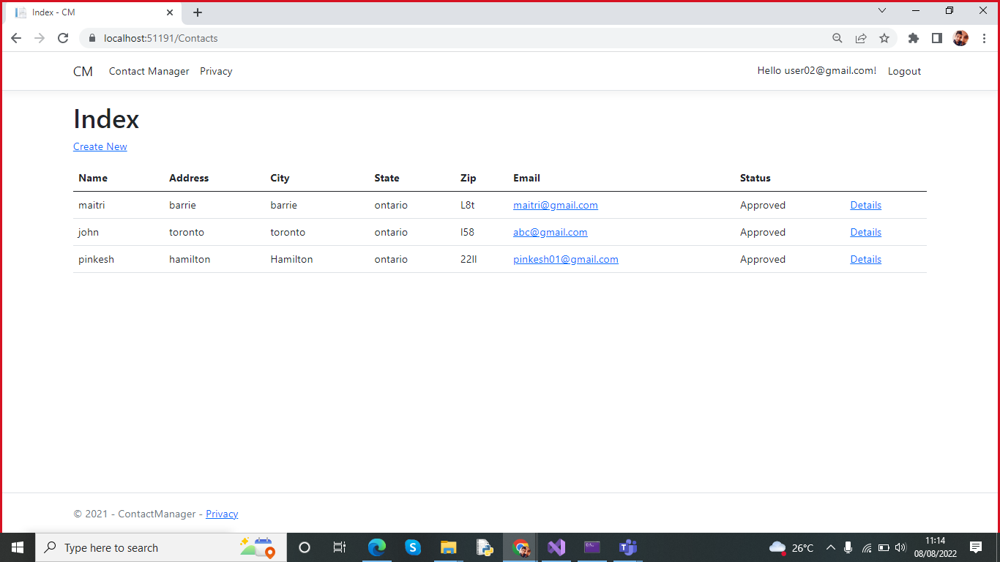 Index - CM
localhost:51191/Contacts
CM Contact Manager Privacy Hello user02@gmail.com! Logout
Index
Create New
Name Address City State Zip Email Status
maitri barrie barrie ontario L8t maitri@gmail.com Approved Details
john toronto toronto ontario l58 abc@gmail.com Approved Details
pinkesh hamilton Hamilton ontario 22ll pinkesh01@gmail.com Approved Details
© 2021 - ContactManager - Privacy
Type here to search
26°C
11:14
08/08/2022